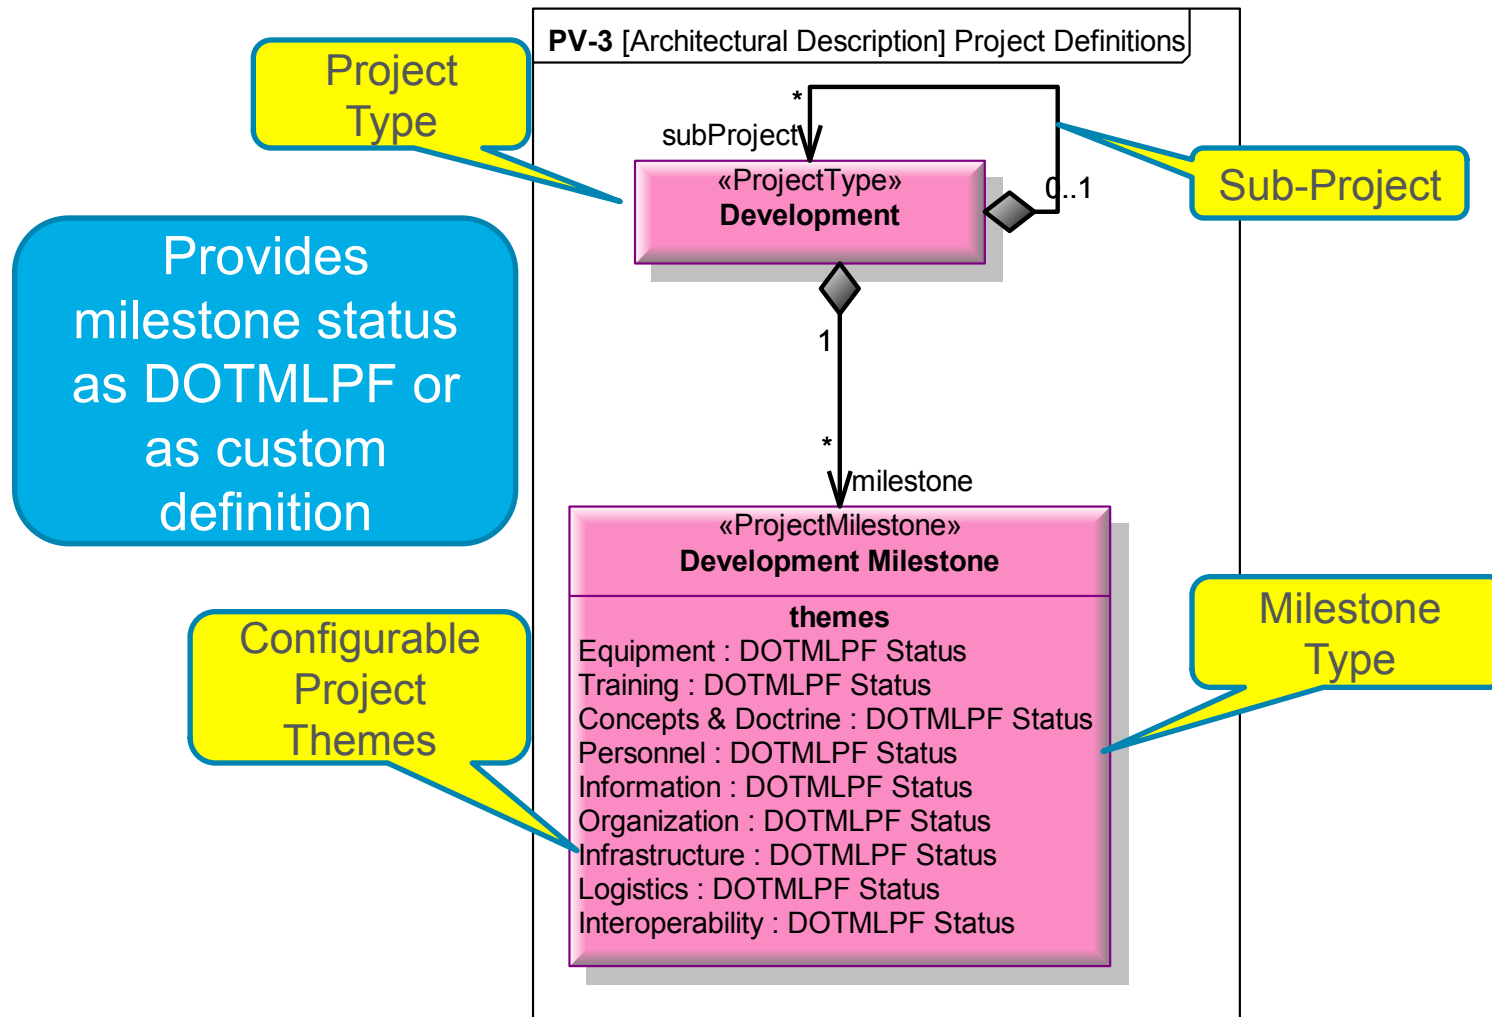 PV-3 [Architectural Description] Project Definitions
Project
Type
*
subProject
«ProjectType»
Development
0..1
Sub-Project
Provides
milestone status
as DOTMLPF or
as custom
definition
1
*
milestone
«ProjectMilestone»
Development Milestone
themes
Equipment : DOTMLPF Status
Training : DOTMLPF Status
Concepts & Doctrine : DOTMLPF Status
Personnel : DOTMLPF Status
Information : DOTMLPF Status
Organization : DOTMLPF Status
Infrastructure : DOTMLPF Status
Logistics : DOTMLPF Status
Interoperability : DOTMLPF Status
Configurable
Project
Themes
Milestone
Type